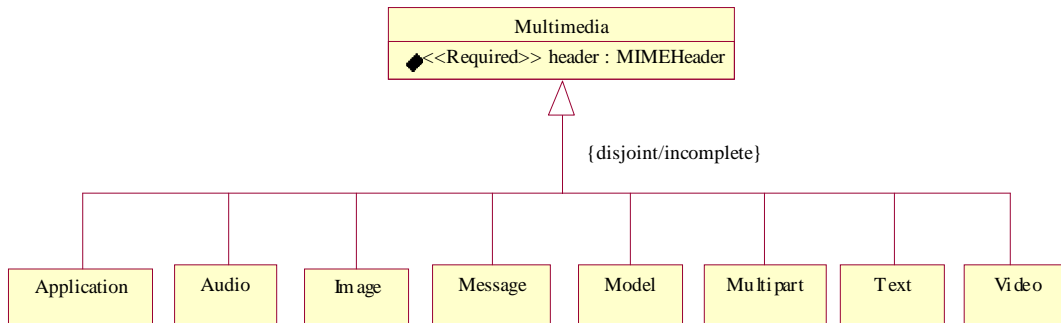 Multimedia
<<Required>> header : MIMEHeader
{disjoint/incomplete}
Application
Audio
Image
Message
Model
Multipart
Text
Video